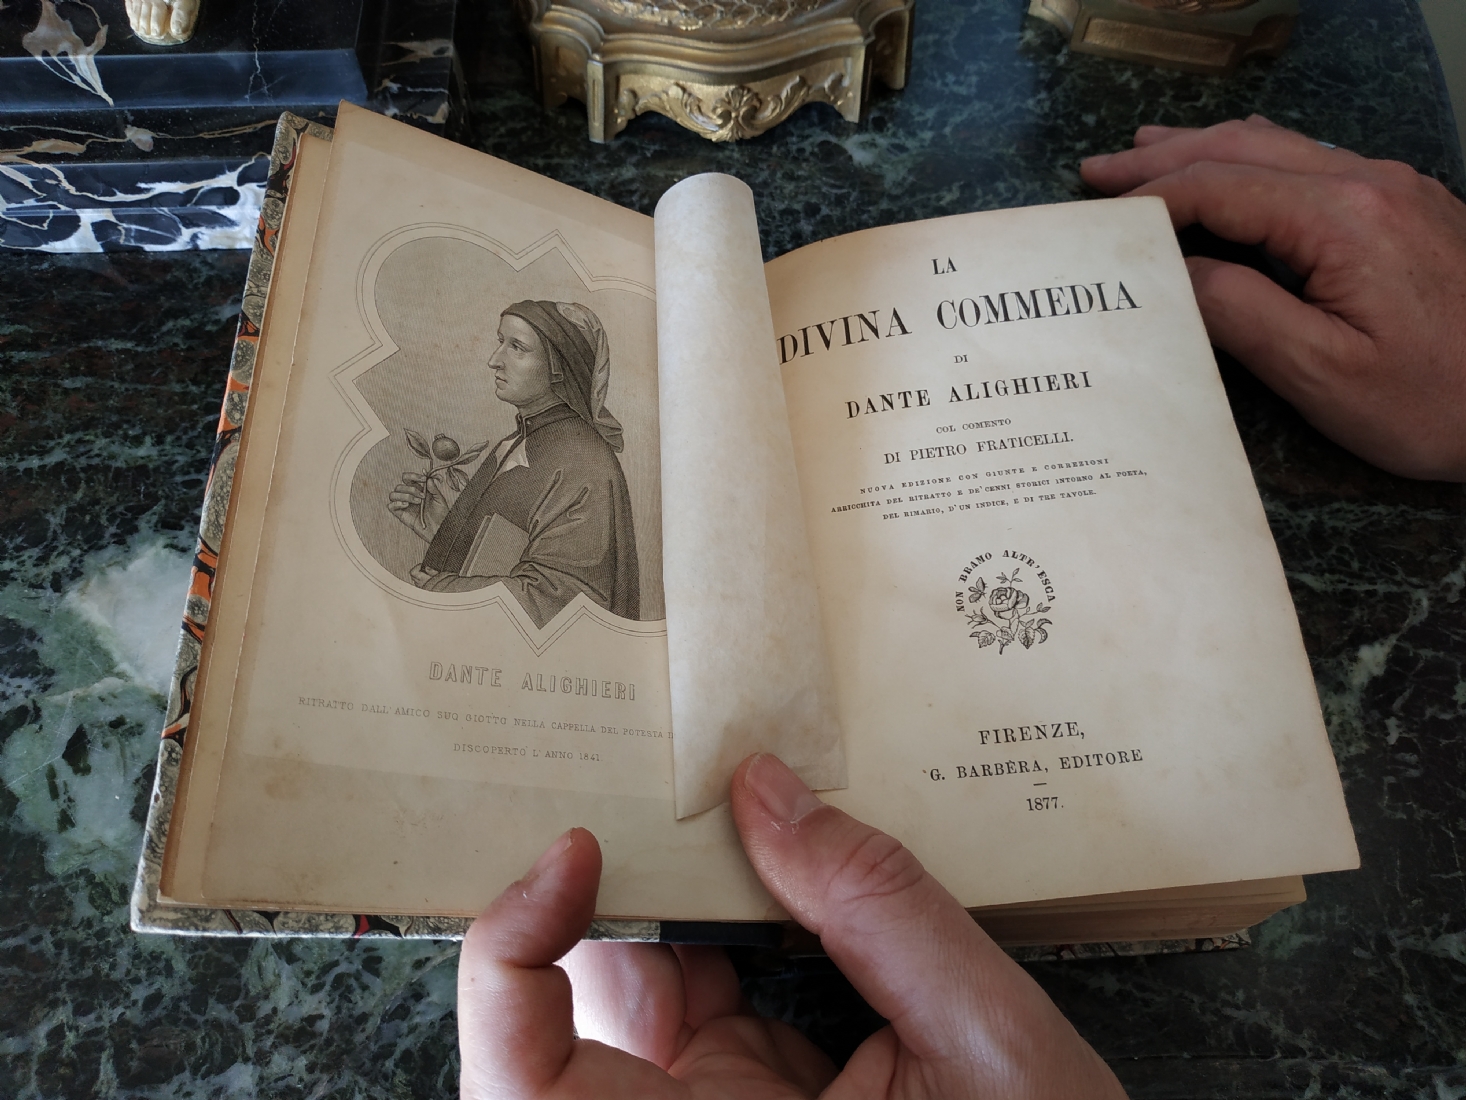 DANTE ALIGHIERI
RITRATTO DALL'AMICO SUO GIOTTO NELLA CAPPELLA DEL POTESTA
DISCOPERTO L'ANNO 1841
LA
DIVINA COMMEDIA
DI
DANTE ALIGHIERI
COL COMENTO
DI PIETRO FRATICELLI.
NUOVA EDIZIONE CON GIUNTE E CORREZIONI
ARRICCHITA DEL RITRATTO E DE' CENNI STORICI INTORNO AL POETA,
DEL RIMARIO, D'UN INDICE, E DI TRE TAVOLE.
NON BRAMO ALTR'ESCA
FIRENZE,
G. BARBÈRA, EDITORE
1877.